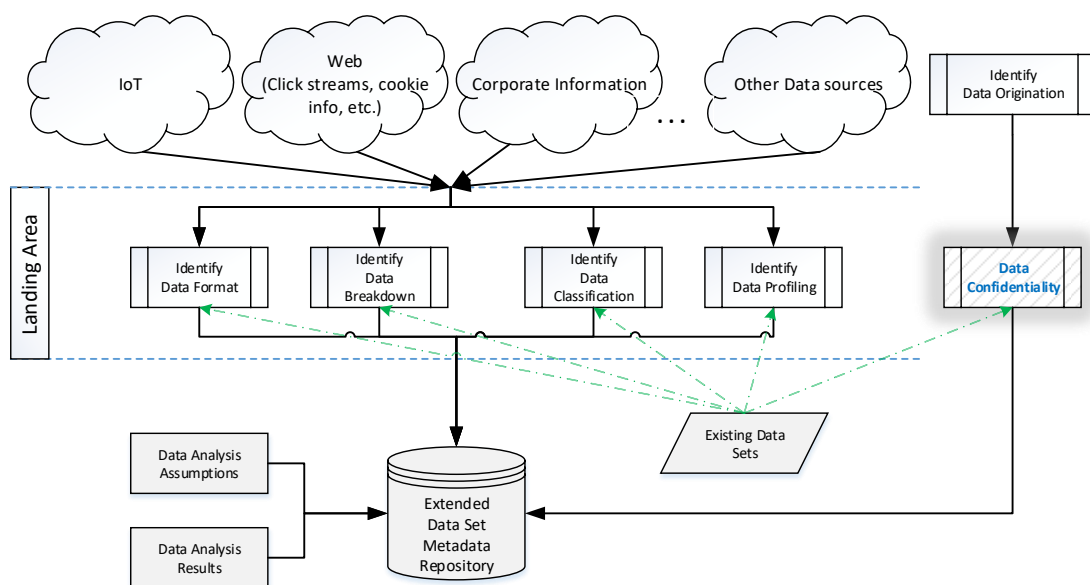 IoT
Web
(Click streams, cookie
info, etc.)
Corporate Information
...
Other Data sources
Identify
Data Origination
Landing Area
Identify
Data Format
Identify
Data
Breakdown
Identify
Data
Classification
Identify
Data Profiling
Data
Confidentiality
Existing Data
Sets
Data Analysis
Assumptions
Data Analysis
Results
Extended
Data Set
Metadata
Repository